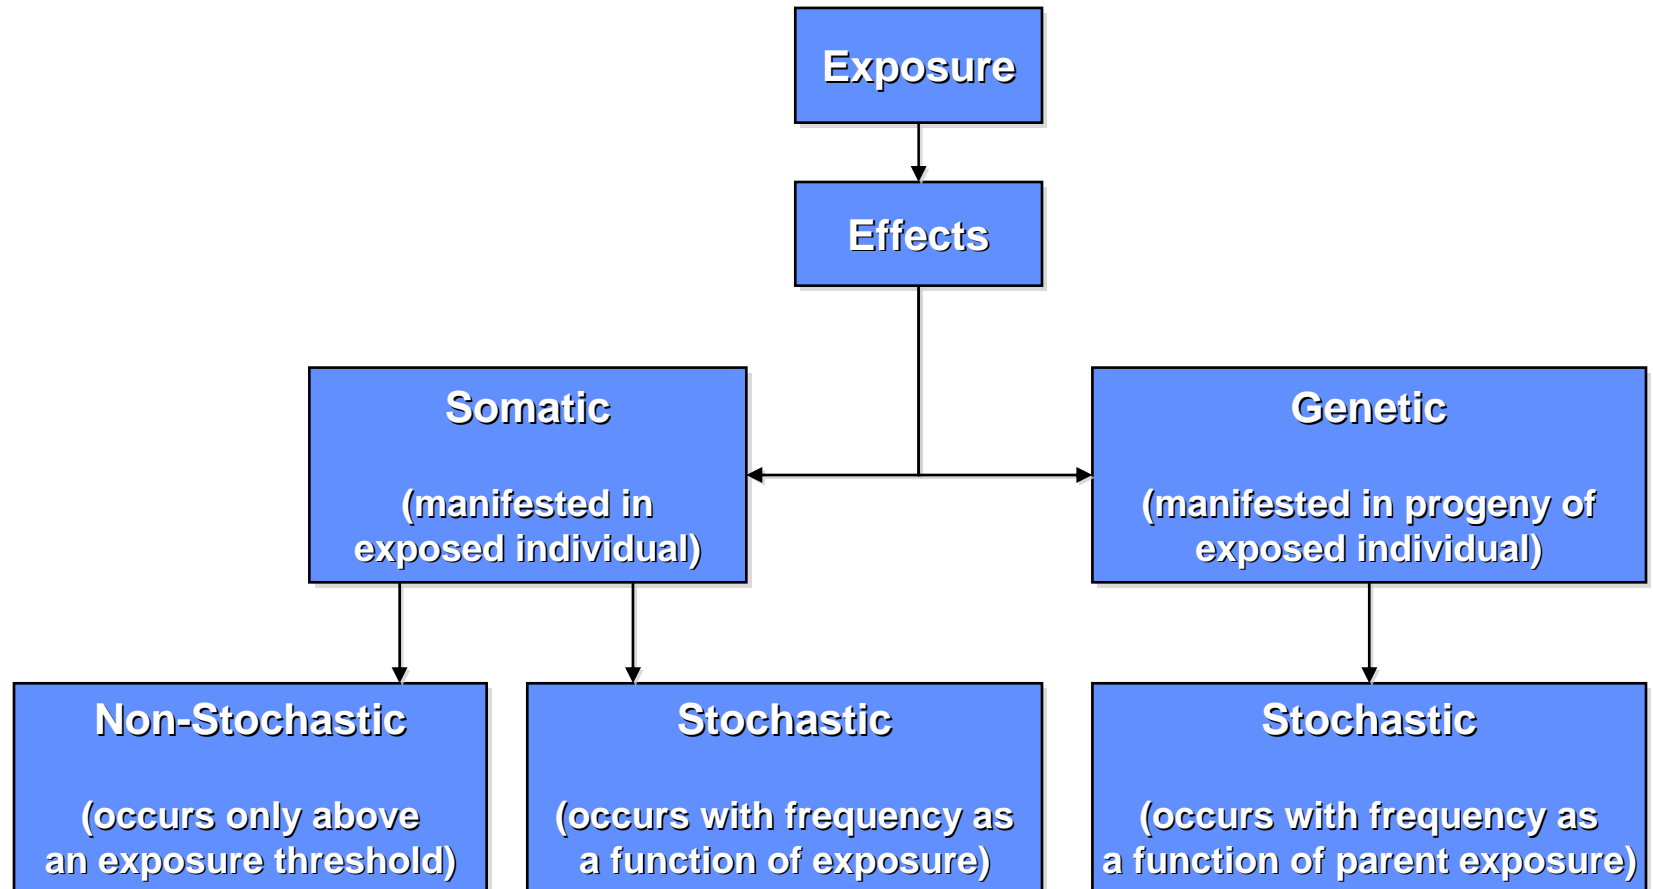 Exposure
Effects
Somatic
(manifested in
exposed individual)
Genetic
(manifested in progeny of
exposed individual)
Non-Stochastic
(occurs only above
an exposure threshold)
Stochastic
(occurs with frequency as
a function of exposure)
Stochastic
(occurs with frequency as
a function of parent exposure)